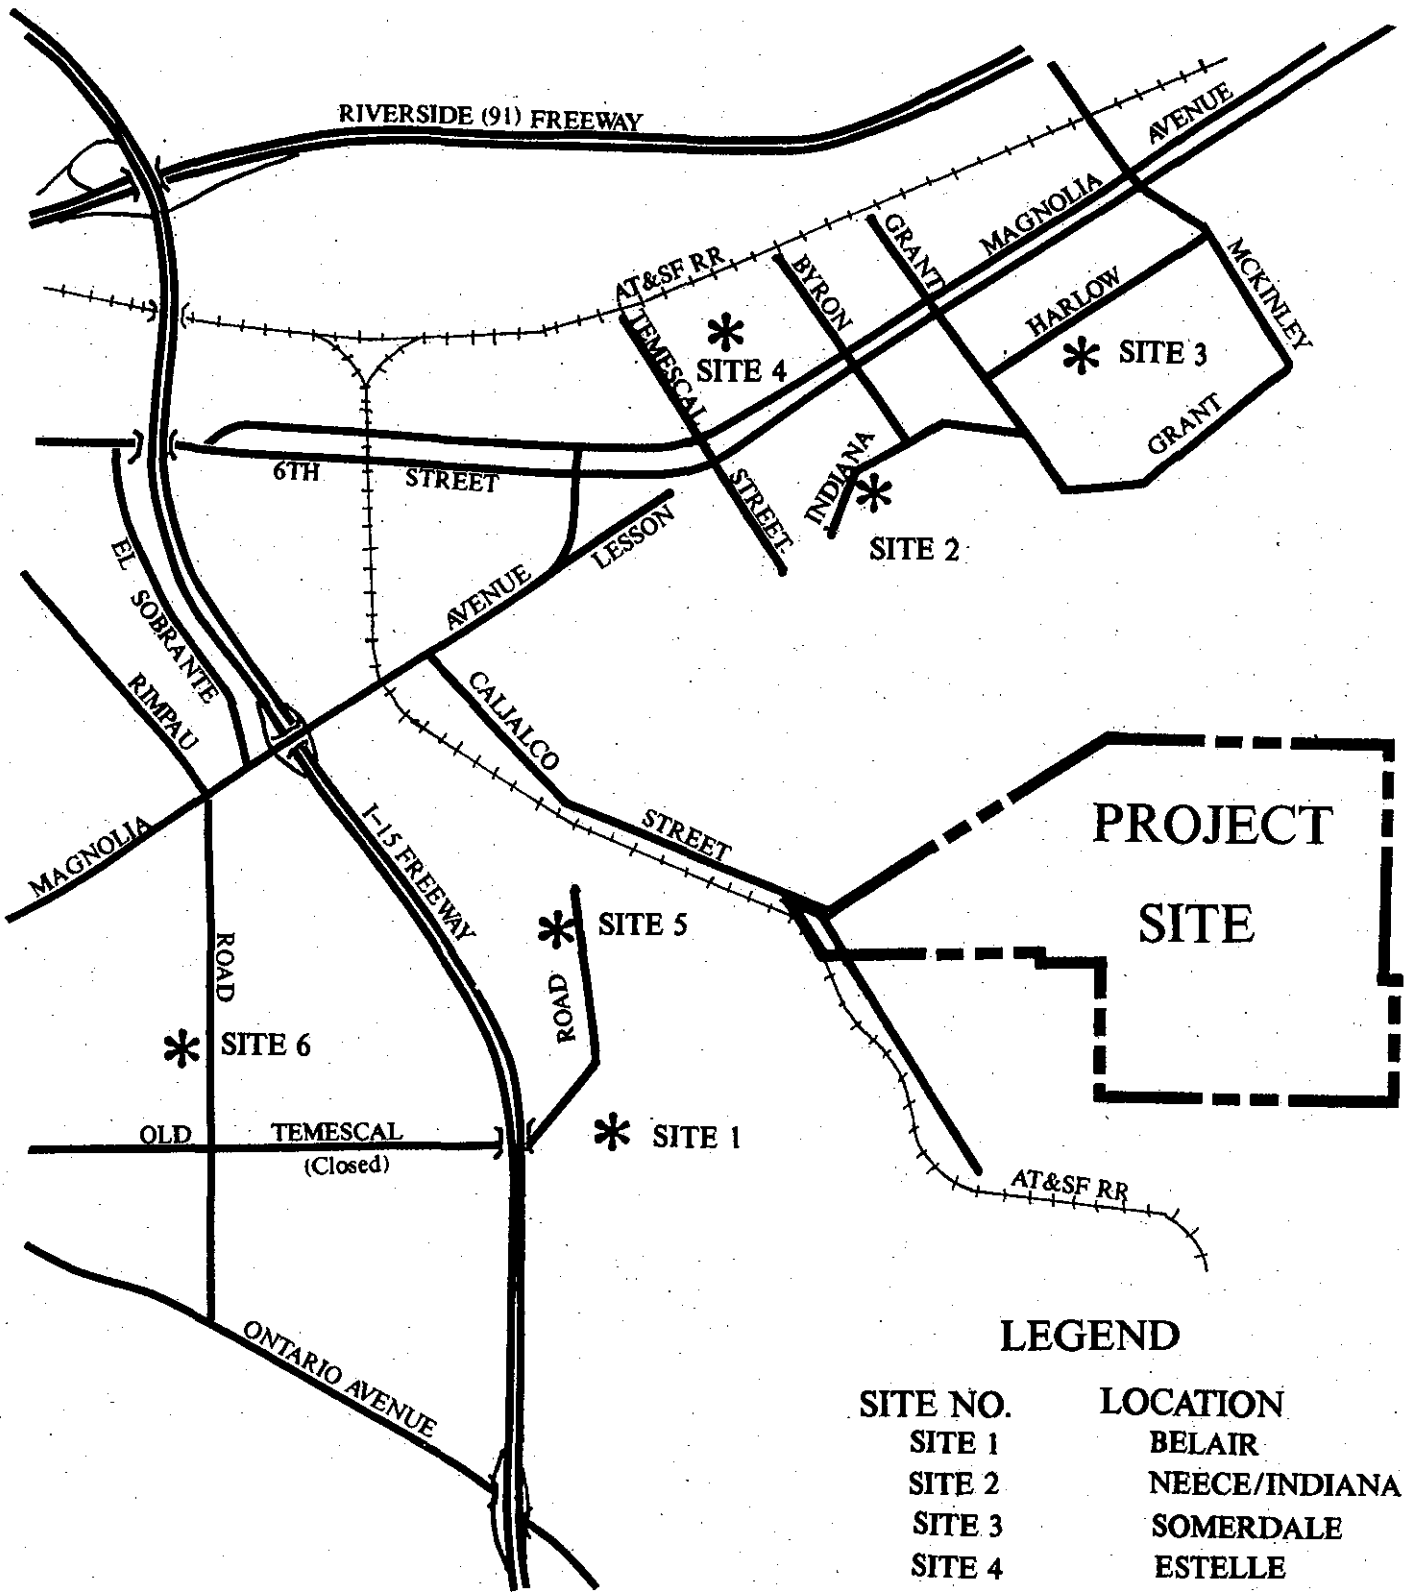 RIVERSIDE (91) FREEWAY
AVENUE
MAGNOLIA
GRANT
MCKINLEY
AT&SF RR
BYRON
HARLOW
TEMESCAL
SITE 4
SITE 3
GRANT
6TH STREET
STREET
INDIANA
SITE 2
LESSON
AVENUE
EL SOBRANTE
RIMPAU
CALJALCO
STREET
PROJECT
SITE
MAGNOLIA
I-15 FREEWAY
SITE 5
ROAD
ROAD
SITE 6
OLD TEMESCAL
(Closed)
SITE 1
AT&SF RR
ONTARIO AVENUE
LEGEND
SITE NO. LOCATION
SITE 1 BELAIR
SITE 2 NEECE/INDIANA
SITE 3 SOMERDALE
SITE 4 ESTELLE